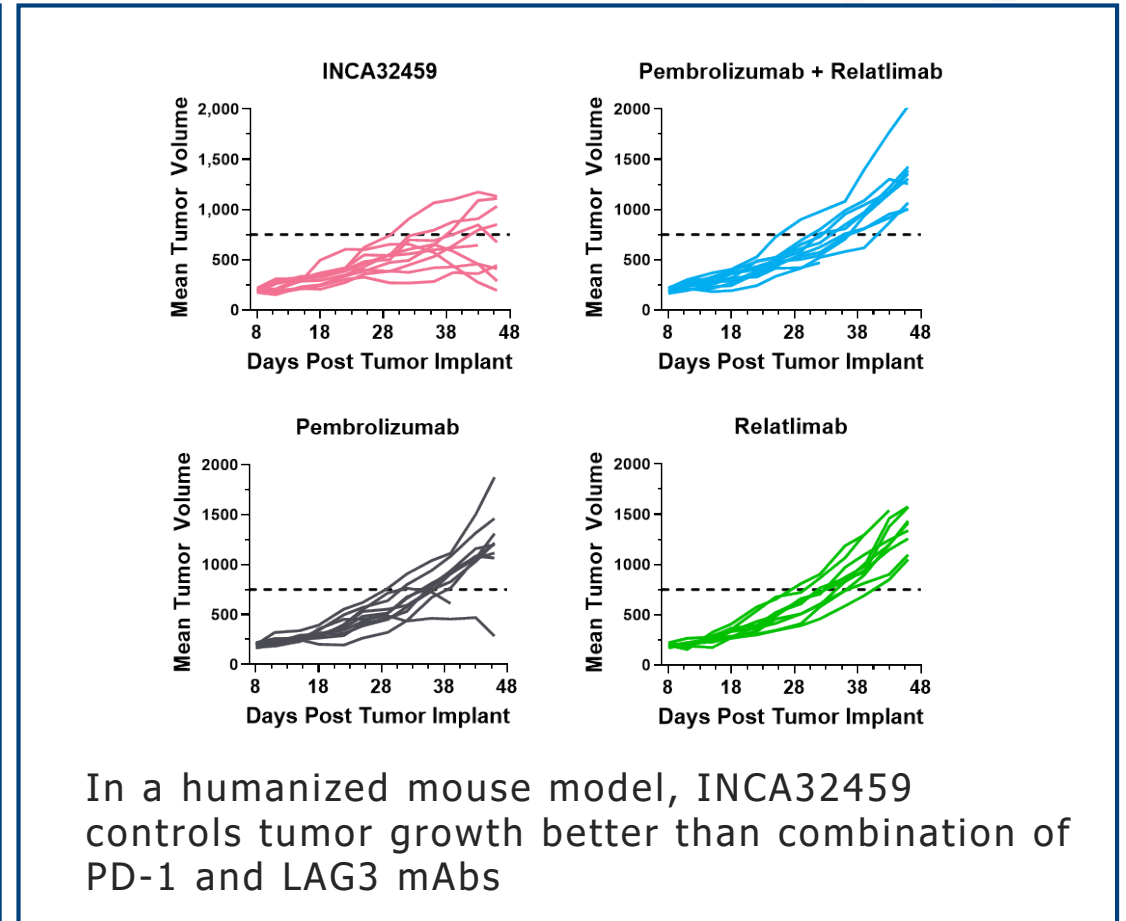 INCA32459
Mean Tumor Volume
2,000
1,500
1,000
500
0
8 18 28 38 48
Days Post Tumor Implant
Pembrolizumab + Relatlimab
Mean Tumor Volume
2000
1500
1000
500
0
8 18 28 38 48
Days Post Tumor Implant
Pembrolizumab
Mean Tumor Volume
2000
1500
1000
500
0
8 18 28 38 48
Days Post Tumor Implant
Relatlimab
Mean Tumor Volume
2000
1500
1000
500
0
8 18 28 38 48
Days Post Tumor Implant
In a humanized mouse model, INCA32459
controls tumor growth better than combination of
PD-1 and LAG3 mAbs